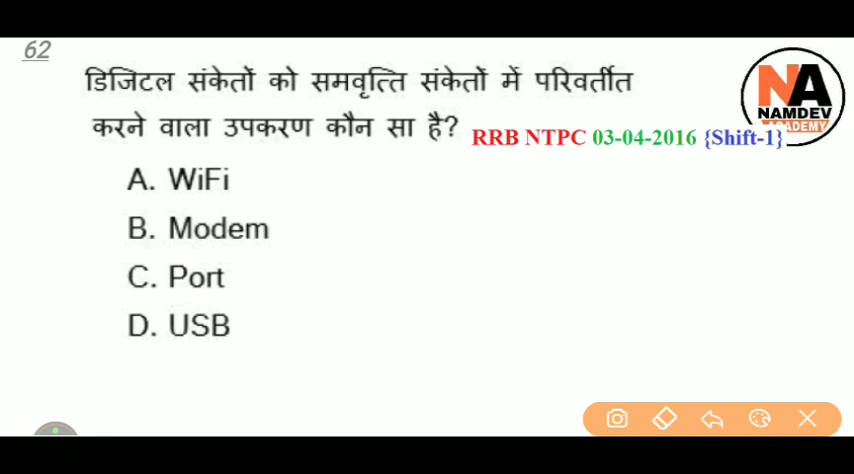 62
डिजिटल संकेतों को समवृत्ति संकेतों में परिवर्तीत
करने वाला उपकरण कौन सा है?
RRB NTPC 03-04-2016 {Shift-1}
A. WiFi
B. Modem
C. Port
D. USB
NA
NAMDEV
ACADEMY